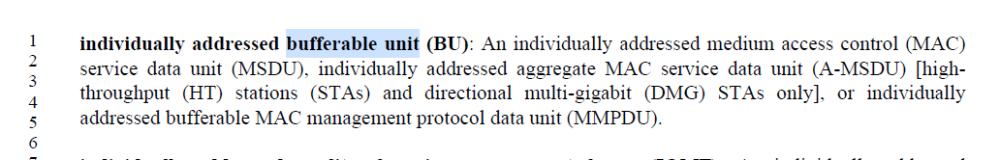 1 individually addressed bufferable unit (BU): An individually addressed medium access control (MAC)
2 service data unit (MSDU), individually addressed aggregate MAC service data unit (A-MSDU) [high-
3 throughput (HT) stations (STAs) and directional multi-gigabit (DMG) STAs only], or individually
4 addressed bufferable MAC management protocol data unit (MMPDU).
5
6